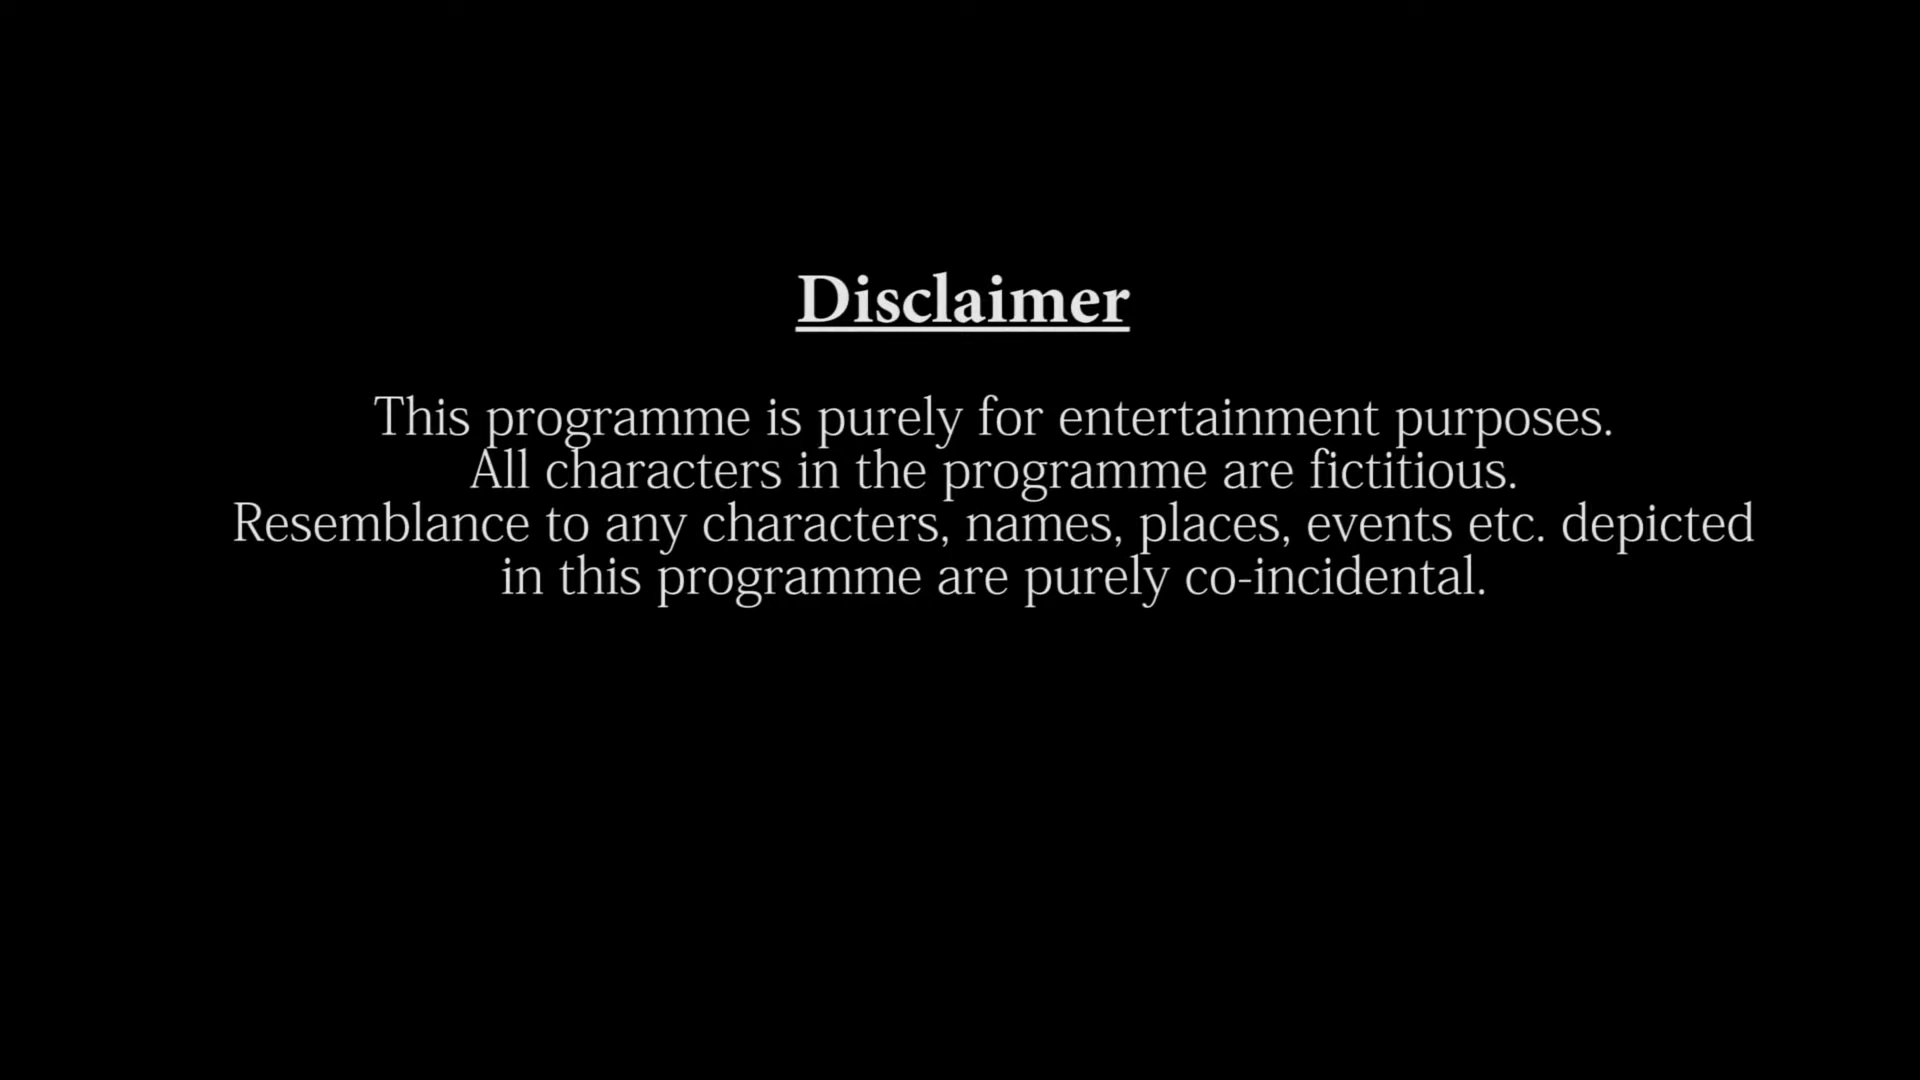 Disclaimer
This programme is purely for entertainment purposes.
All characters in the programme are fictitious.
Resemblance to any characters, names, places, events etc. depicted
in this programme are purely co-incidental.